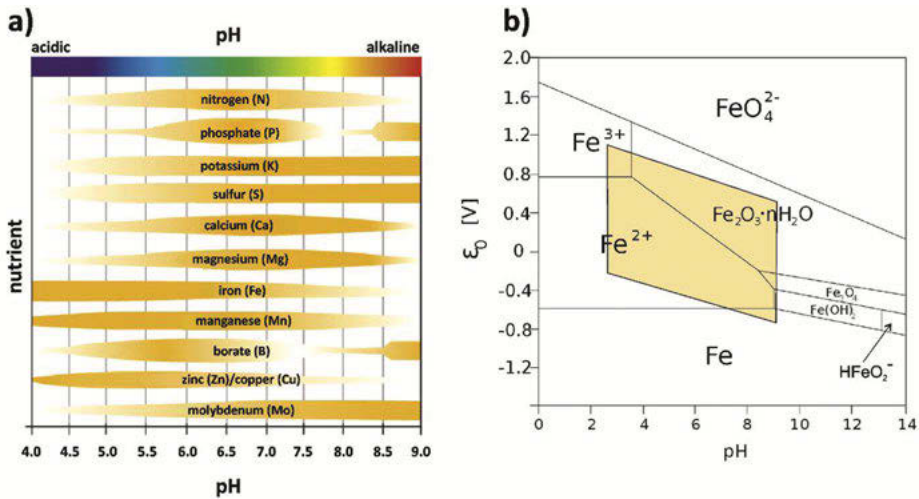 a)
pH
acidic
alkaline
nutrient
nitrogen (N)
phosphate (P)
potassium (K)
sulfur (S)
calcium (Ca)
magnesium (Mg)
iron (Fe)
manganese (Mn)
borate (B)
zinc (Zn)/copper (Cu)
molybdenum (Mo)
4.0 4.5 5.0 5.5 6.0 6.5 7.0 7.5 8.0 8.5 9.0
pH
b)
ε₀ [V]
2.0
1.6
1.2
0.8
0.4
0
-0.4
-0.8
-1.2
FeO₄²⁻
Fe³⁺
Fe₂O₃·nH₂O
Fe²⁺
Fe₃O₄
Fe(OH)₂
Fe
HFeO₂⁻
0 2 4 6 8 10 12 14
pH